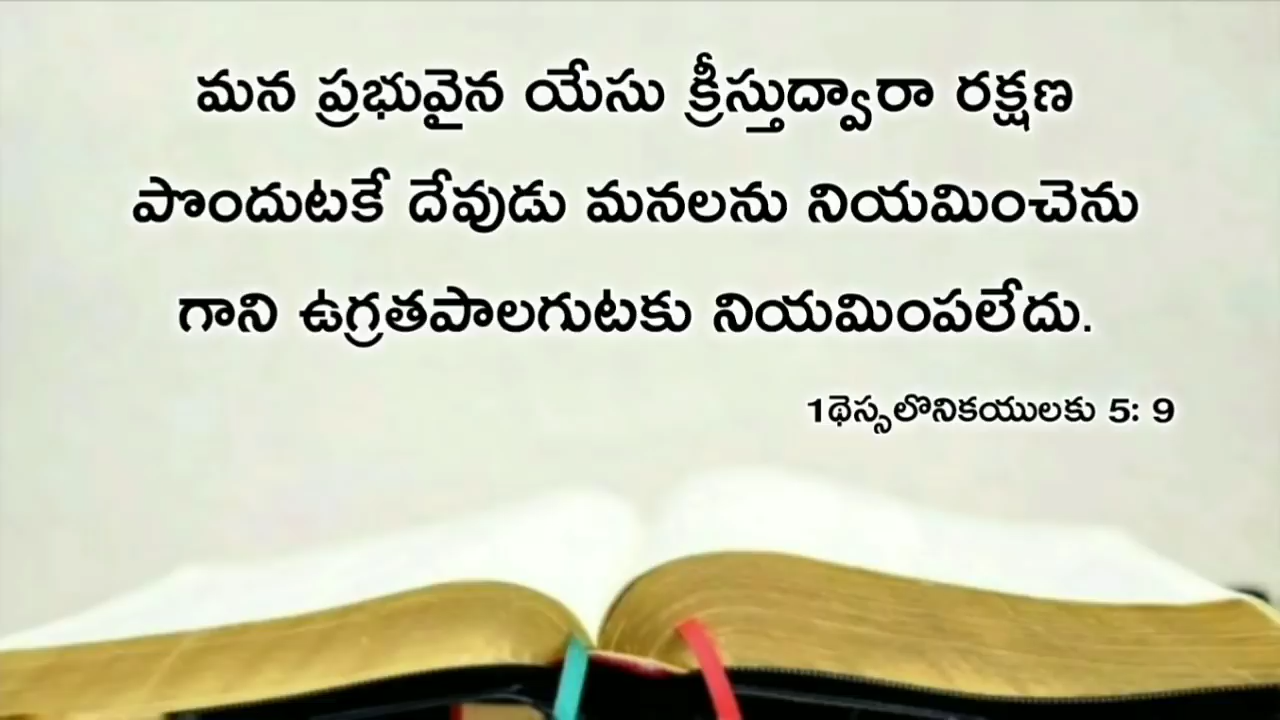 మన ప్రభువైన యేసు క్రీస్తుద్వారా రక్షణ
పొందుటకే దేవుడు మనలను నియమించెను
గాని ఉగ్రతపాలగుటకు నియమింపలేదు.
1థెస్సలొనికయులకు 5: 9